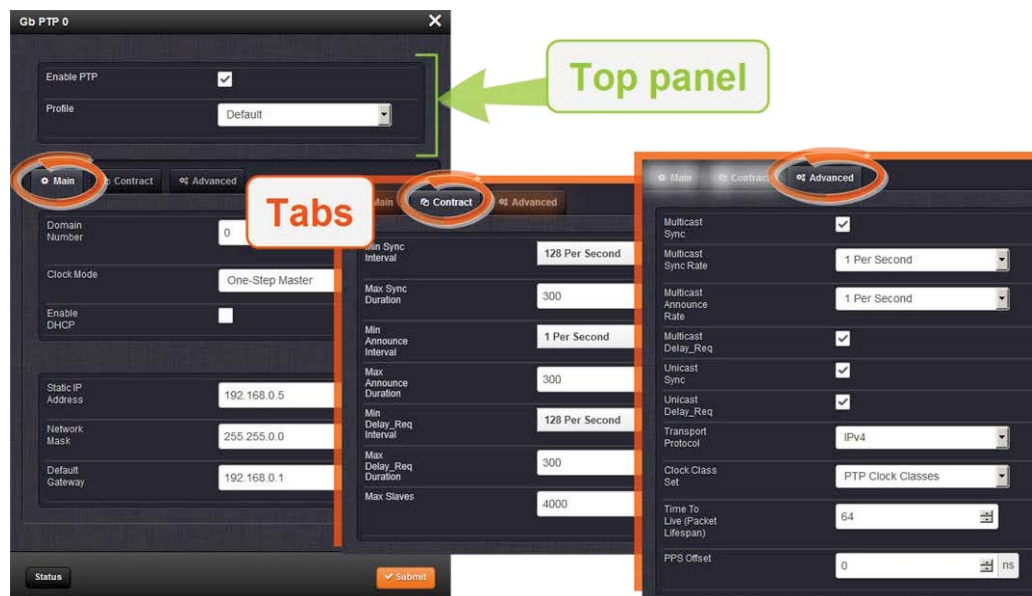 Gb PTP 0
Top panel
Enable PTP
Profile
Default
Main
Contract
Advanced
Tabs
Domain
Number
0
Clock Mode
One-Step Master
Enable
DHCP
Static IP
Address
192.168.0.5
Network
Mask
255.255.0.0
Default
Gateway
192.168.0.1
Status
Submit
Main
Contract
Advanced
Min Sync
Interval
128 Per Second
Max Sync
Duration
300
Min
Announce
Interval
1 Per Second
Max
Announce
Duration
300
Min
Delay_Req
Interval
128 Per Second
Max
Delay_Req
Duration
300
Max Slaves
4000
Main
Contract
Advanced
Multicast
Sync
Multicast
Sync Rate
1 Per Second
Multicast
Announce
Rate
1 Per Second
Multicast
Delay_Req
Unicast
Sync
Unicast
Delay_Req
Transport
Protocol
IPv4
Clock Class
Set
PTP Clock Classes
Time To
Live (Packet
Lifespan)
64
PPS Offset
0
ns